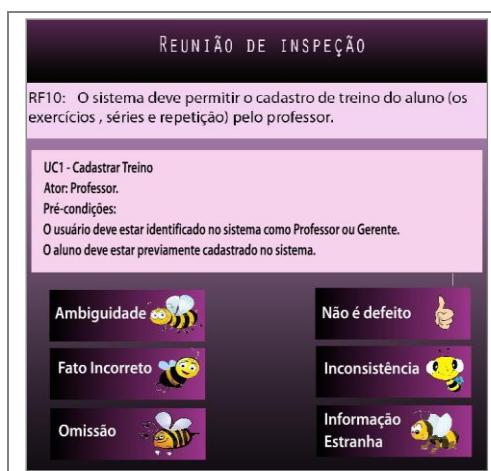 REUNIÃO DE INSPEÇÃO
RF10: O sistema deve permitir o cadastro de treino do aluno (os
exercícios , séries e repetição) pelo professor.
UC1 - Cadastrar Treino
Ator: Professor.
Pré-condições:
O usuário deve estar identificado no sistema como Professor ou Gerente.
O aluno deve estar previamente cadastrado no sistema.
Ambiguidade
Não é defeito
Fato Incorreto
Inconsistência
Omissão
Informação
Estranha